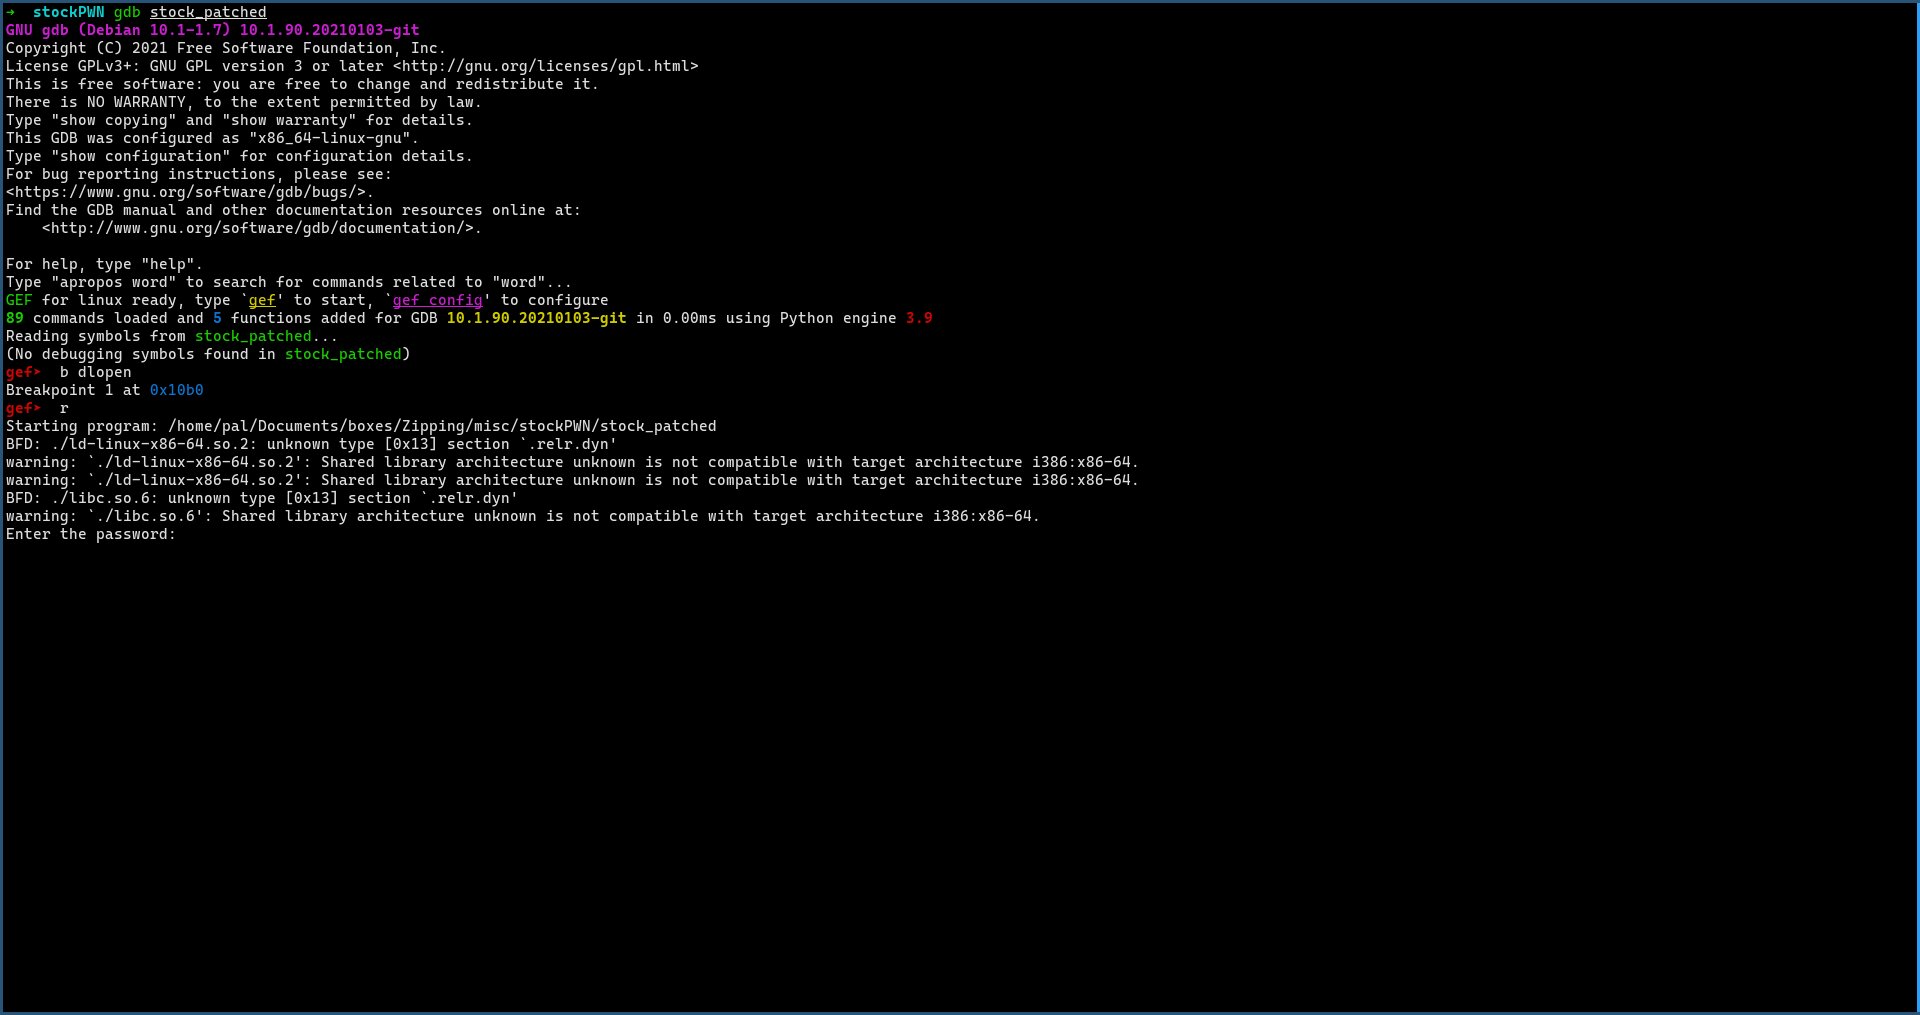 →  stockPWN gdb stock_patched
GNU gdb (Debian 10.1-1.7) 10.1.90.20210103-git
Copyright (C) 2021 Free Software Foundation, Inc.
License GPLv3+: GNU GPL version 3 or later <http://gnu.org/licenses/gpl.html>
This is free software: you are free to change and redistribute it.
There is NO WARRANTY, to the extent permitted by law.
Type "show copying" and "show warranty" for details.
This GDB was configured as "x86_64-linux-gnu".
Type "show configuration" for configuration details.
For bug reporting instructions, please see:
<https://www.gnu.org/software/gdb/bugs/>.
Find the GDB manual and other documentation resources online at:
    <http://www.gnu.org/software/gdb/documentation/>.

For help, type "help".
Type "apropos word" to search for commands related to "word"...
GEF for linux ready, type `gef' to start, `gef config' to configure
89 commands loaded and 5 functions added for GDB 10.1.90.20210103-git in 0.00ms using Python engine 3.9
Reading symbols from stock_patched...
(No debugging symbols found in stock_patched)
gef➤  b dlopen
Breakpoint 1 at 0x10b0
gef➤  r
Starting program: /home/pal/Documents/boxes/Zipping/misc/stockPWN/stock_patched
BFD: ./ld-linux-x86-64.so.2: unknown type [0x13] section `.relr.dyn'
warning: `./ld-linux-x86-64.so.2': Shared library architecture unknown is not compatible with target architecture i386:x86-64.
warning: `./ld-linux-x86-64.so.2': Shared library architecture unknown is not compatible with target architecture i386:x86-64.
BFD: ./libc.so.6: unknown type [0x13] section `.relr.dyn'
warning: `./libc.so.6': Shared library architecture unknown is not compatible with target architecture i386:x86-64.
Enter the password: